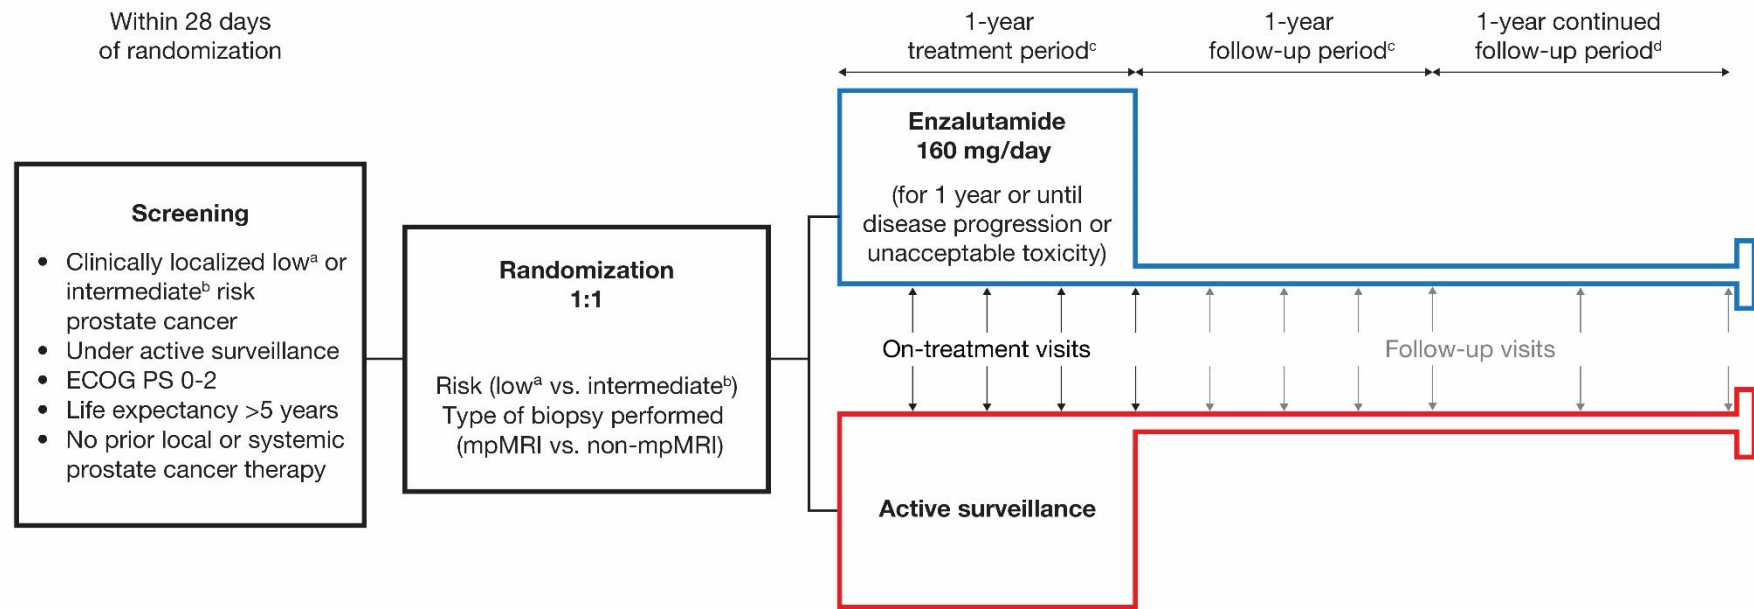 Within 28 days
of randomization
1-year
treatment periodᶜ
1-year
follow-up periodᶜ
1-year continued
follow-up periodᵈ
Screening
• Clinically localized lowᵃ or
intermediateᵇ risk
prostate cancer
• Under active surveillance
• ECOG PS 0-2
• Life expectancy >5 years
• No prior local or systemic
prostate cancer therapy
Randomization
1:1
Risk (lowᵃ vs. intermediateᵇ)
Type of biopsy performed
(mpMRI vs. non-mpMRI)
Enzalutamide
160 mg/day
(for 1 year or until
disease progression or
unacceptable toxicity)
On-treatment visits
Follow-up visits
Active surveillance